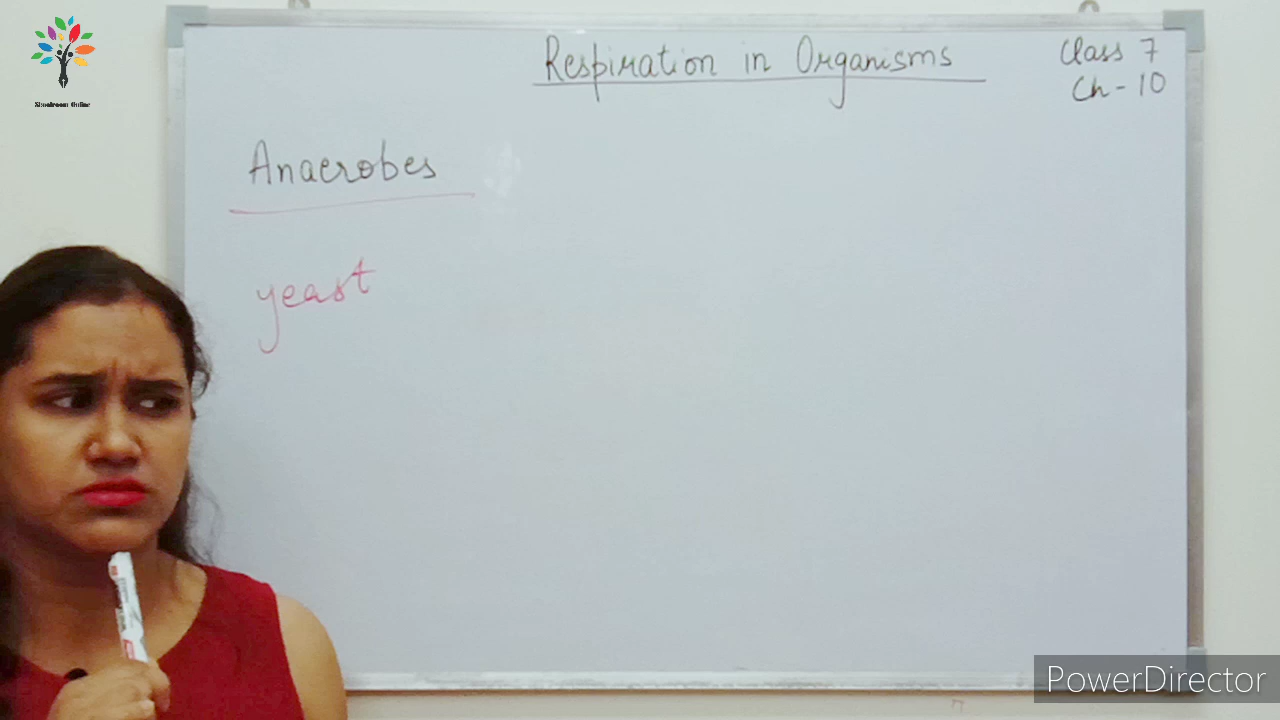 Respiration in Organisms
Class 7
Ch - 10
Anaerobes
yeast
PowerDirector